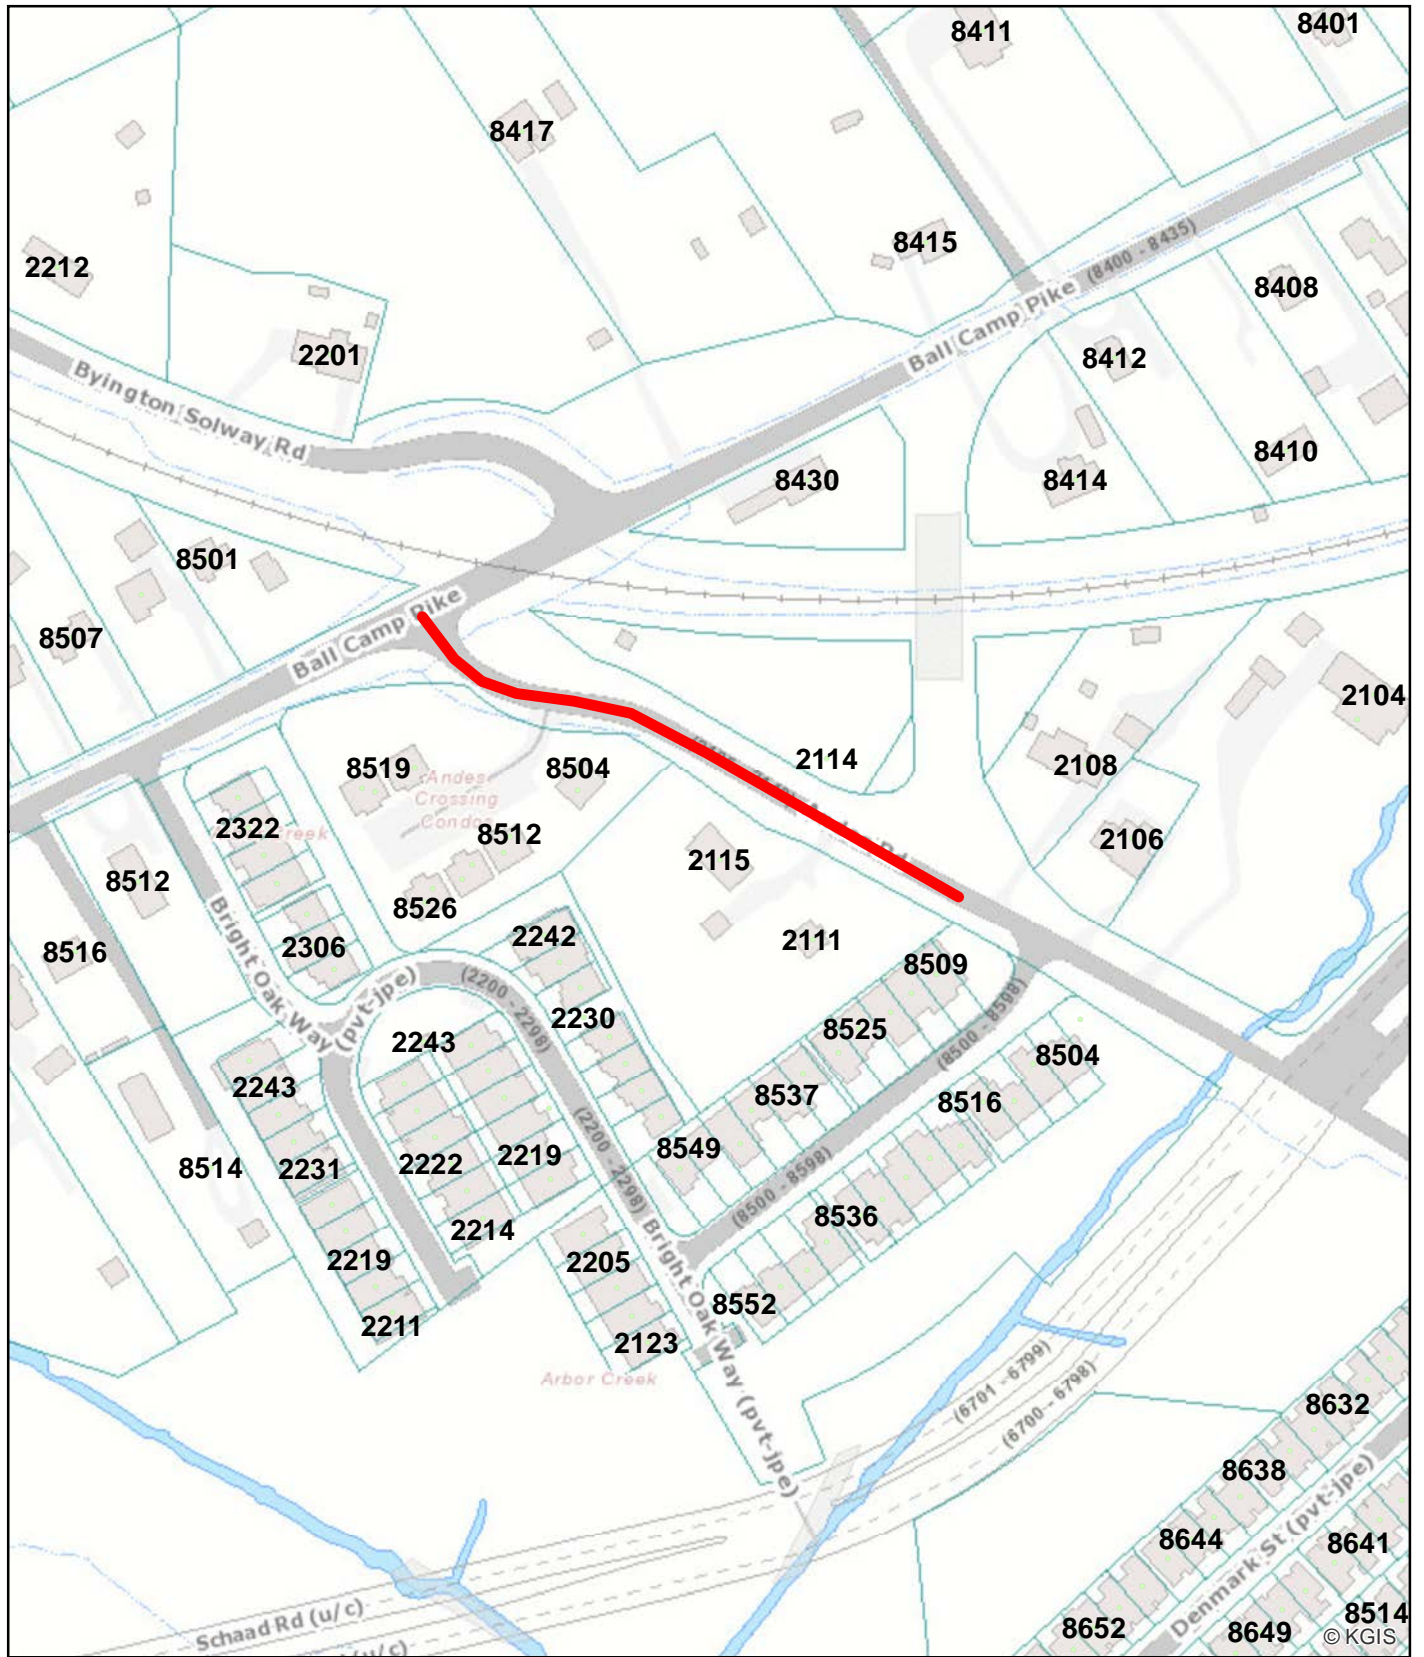 8411
8401
8417
8415
(8400 - 8435)
2212
8408
Ball Camp Pike
2201
8412
Byington Solway Rd
8430
8414
8410
8501
Ball Camp Pike
8507
2104
2114
2108
8519
Andes
Crossing
Condos
8504
2322
reek
8512
2106
2115
8512
8526
2306
2242
2111
8509
8516
Bright Oak Way
(pvt-jpe)
(2200 - 2298)
2230
8525
(8500 - 8598)
2243
8504
2243
8537
8516
2231
2222
2219
8549
8514
(2200 - 2298)
(8500 - 8598)
8536
2214
2219
2205
Bright Oak Way (pvt-jpe)
8552
2211
2123
Arbor Creek
(6701 - 6799)
(6700 - 6798)
8632
8638
8644
8641
Denmark St (pvt-jpe)
Schaad Rd (u/c)
(u/c)
8652
8649
8514
© KGIS